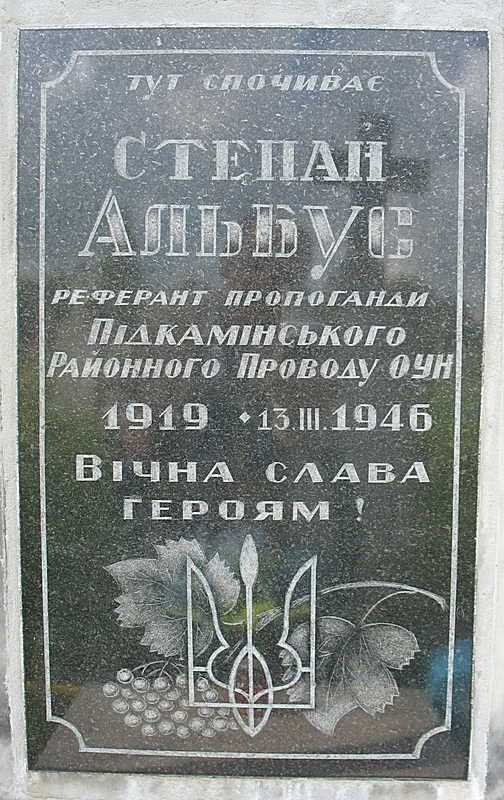 Тут спочиває
Степан
Альбус
Референт пропоганди
Підкамінського
Районного Проводу ОУН
1919 • 13.III.1946
Вічна слава
Героям !